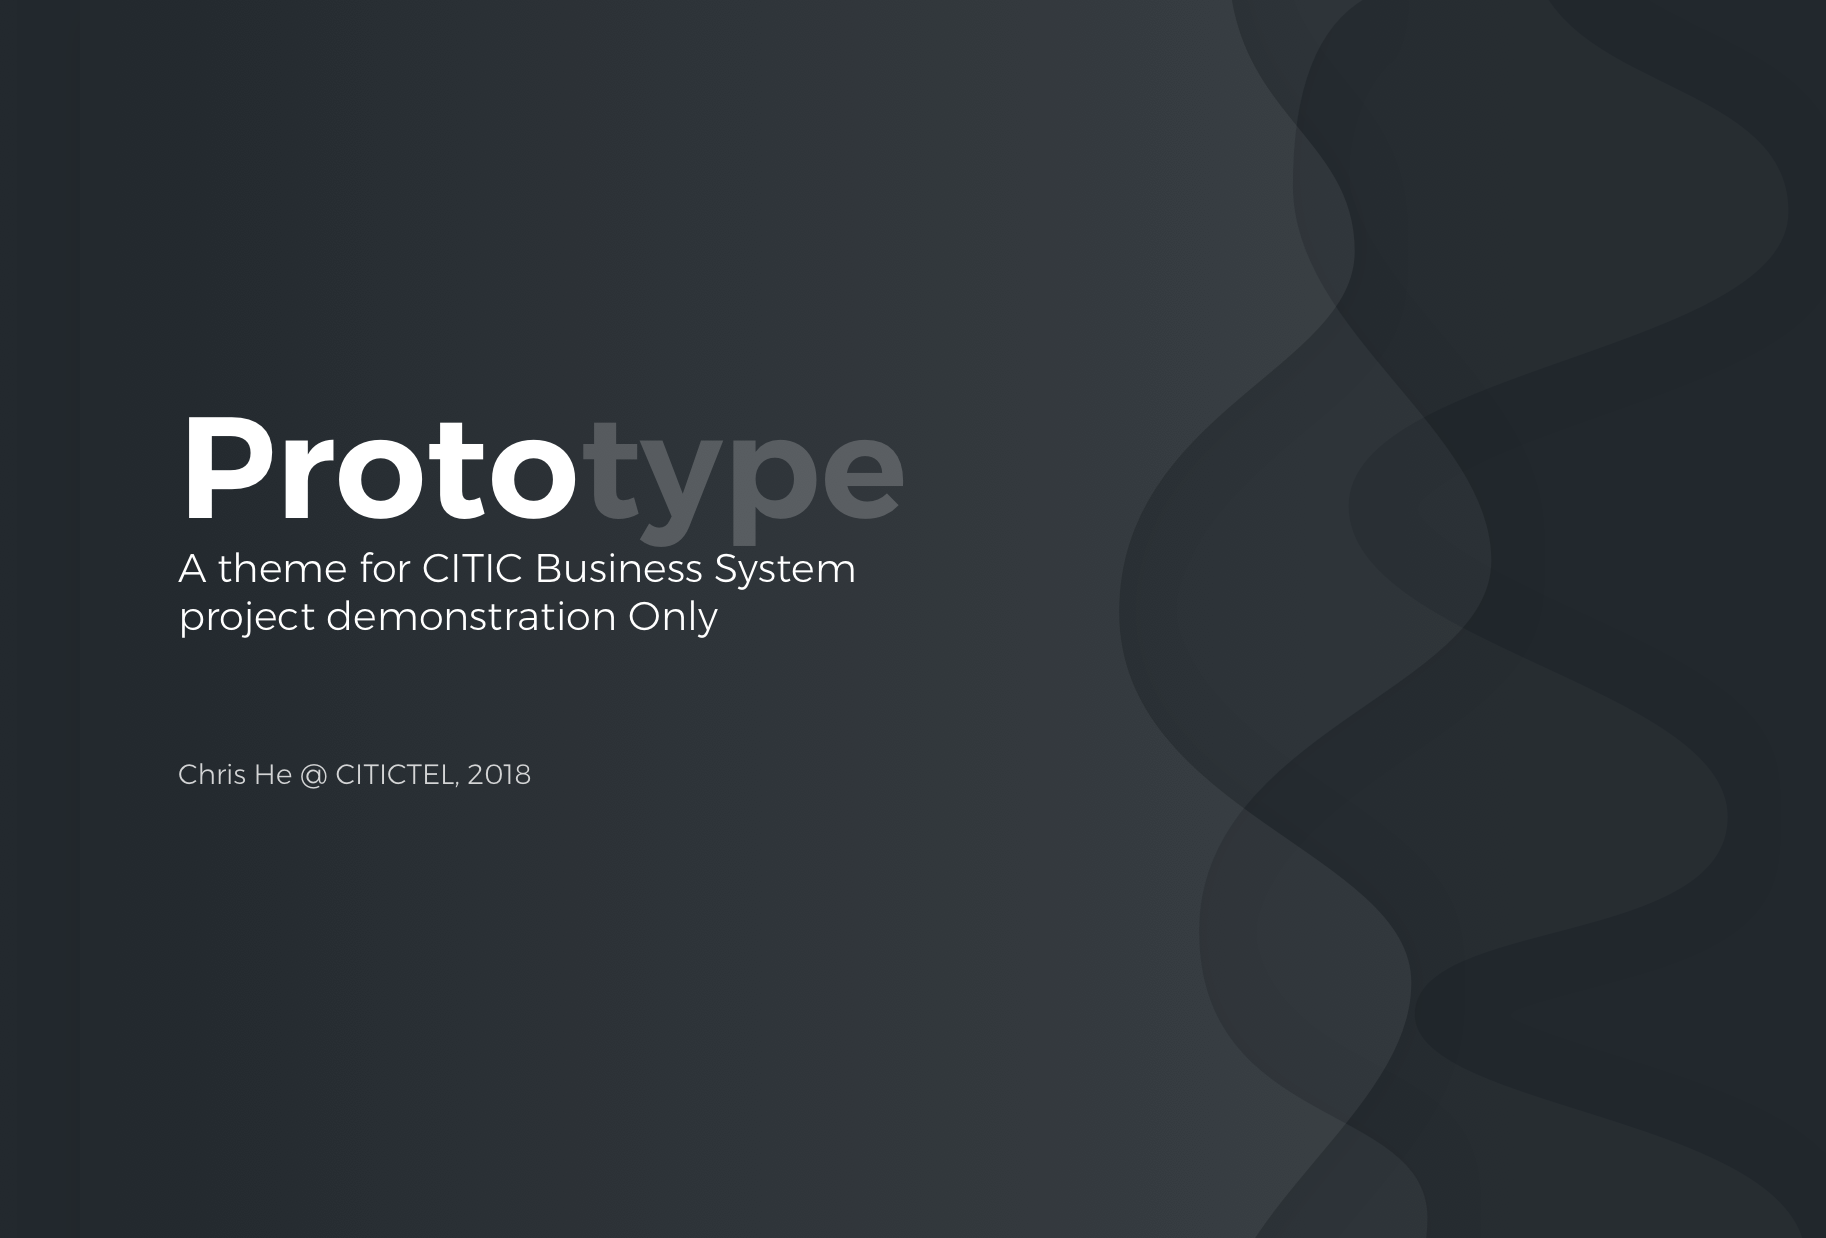 Prototype
A theme for CITIC Business System
project demonstration Only
Chris He @ CITICTEL, 2018